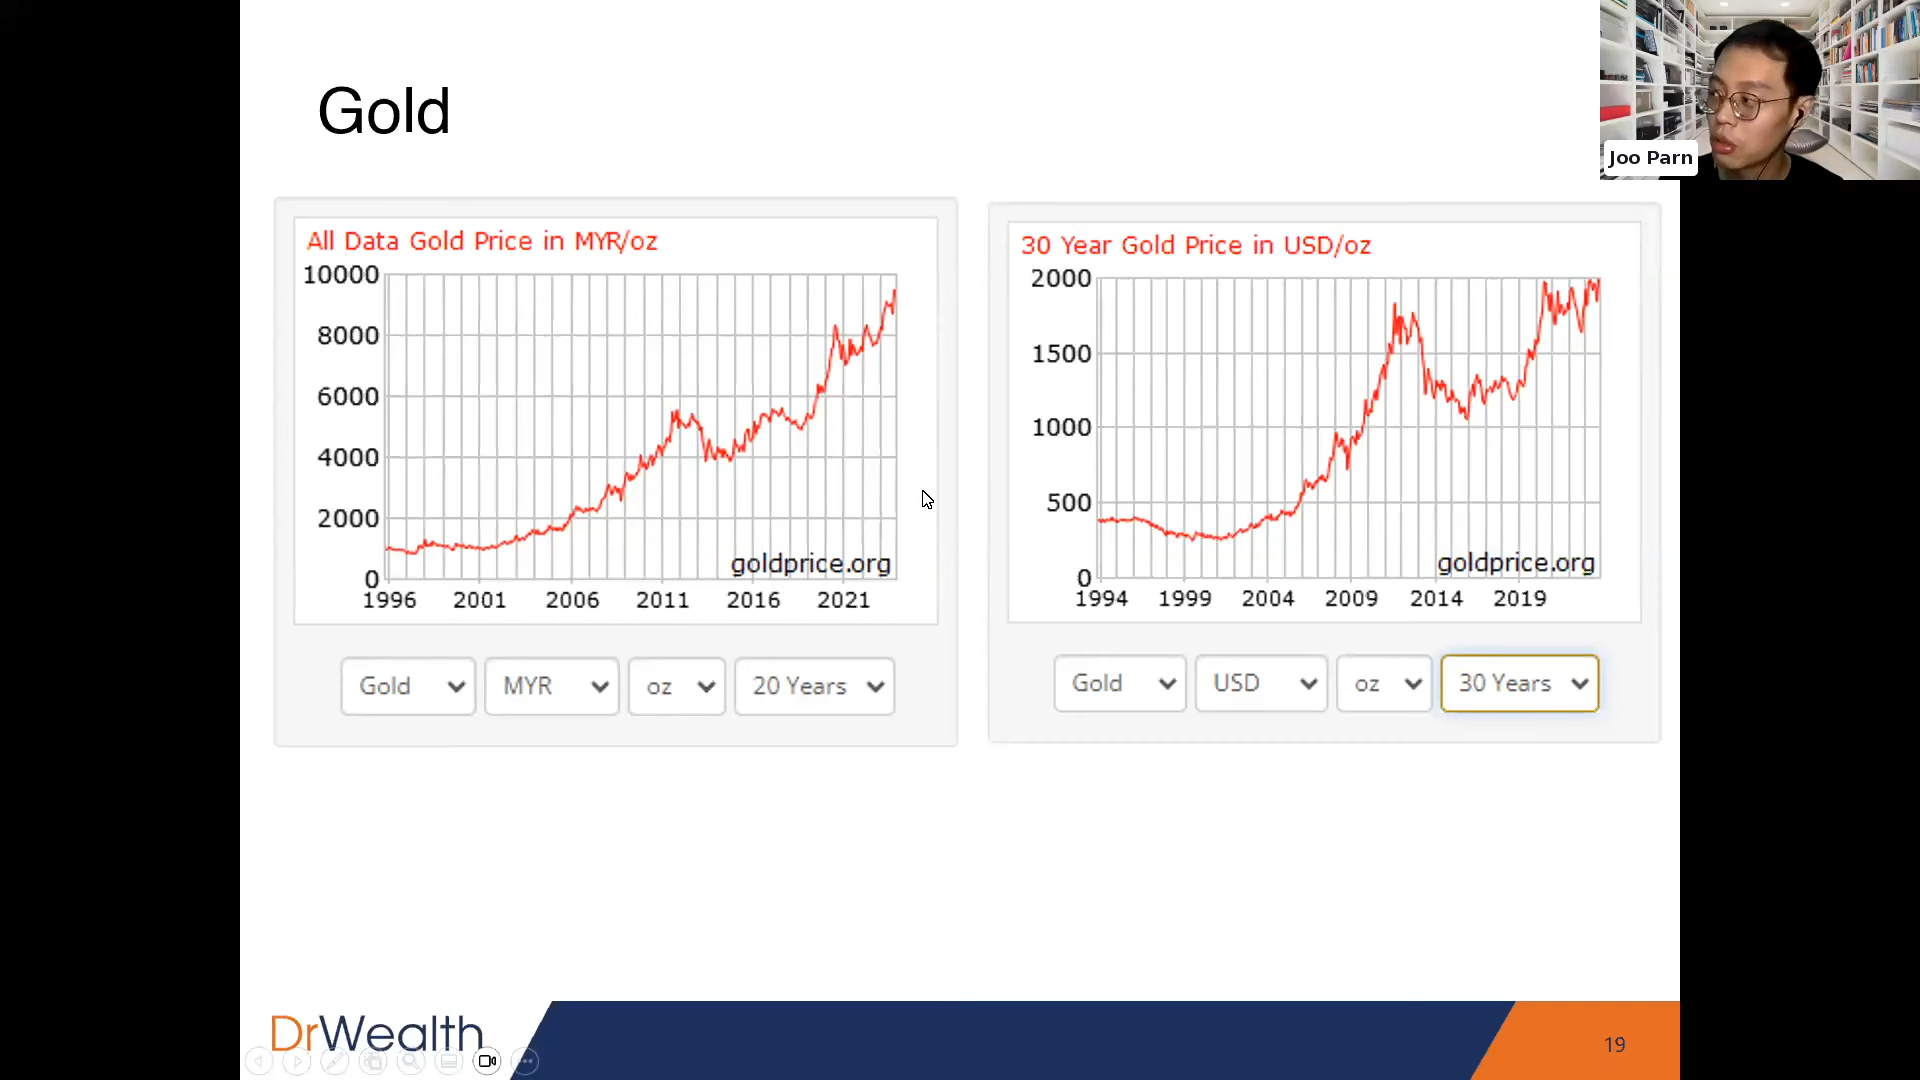 Gold
Joo Parn
All Data Gold Price in MYR/oz
10000
8000
6000
4000
2000
0
goldprice.org
1996 2001 2006 2011 2016 2021
Gold MYR oz 20 Years
30 Year Gold Price in USD/oz
2000
1500
1000
500
0
goldprice.org
1994 1999 2004 2009 2014 2019
Gold USD oz 30 Years
DrWealth
19